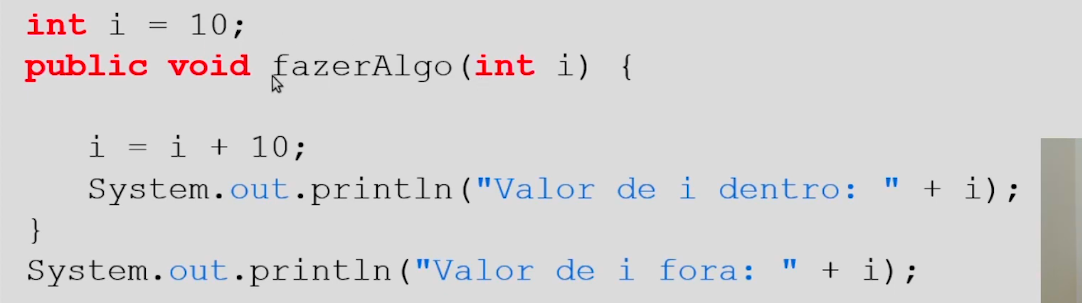 int i = 10;
public void fazerAlgo(int i) {
i = i + 10;
System.out.println("Valor de i dentro: " + i);
}
System.out.println("Valor de i fora: " + i);